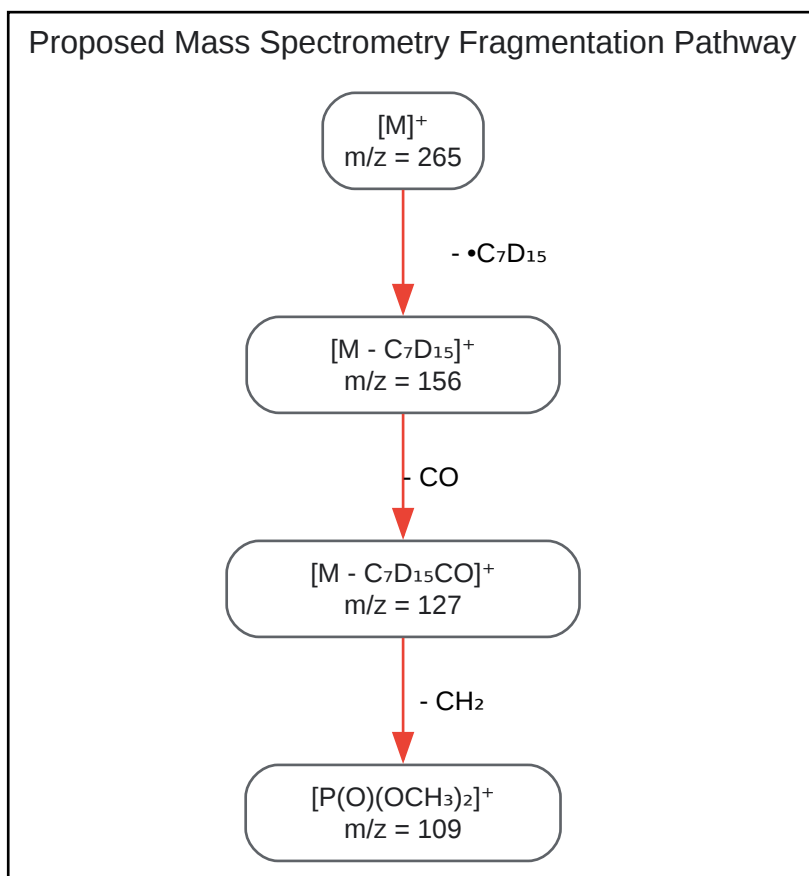 Proposed Mass Spectrometry Fragmentation Pathway
[M]⁺
m/z = 265
- •C₇D₁₅
[M - C₇D₁₅]⁺
m/z = 156
- CO
[M - C₇D₁₅CO]⁺
m/z = 127
- CH₂
[P(O)(OCH₃)₂]⁺
m/z = 109